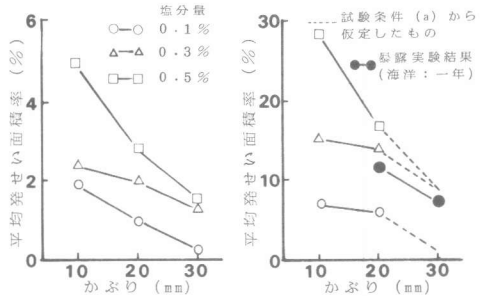 塩分量
0.1%
0.3%
0.5%
平均発せい面積率(%)
6
4
2
0
10 20 30
かぶり(mm)
試験条件(a)から
仮定したもの
暴露実験結果
(海洋:一年)
平均発せい面積率(%)
30
20
10
0
10 20 30
かぶり(mm)